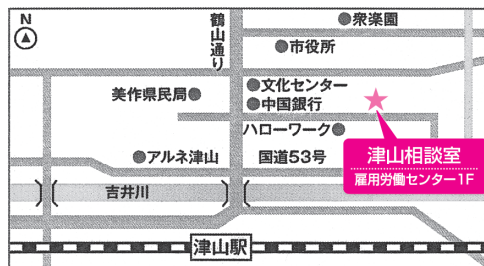 N
鶴山通り
衆楽園
市役所
文化センター
美作県民局
中国銀行
ハローワーク
津山相談室
雇用労働センター1F
アルネ津山
国道53号
吉井川
津山駅